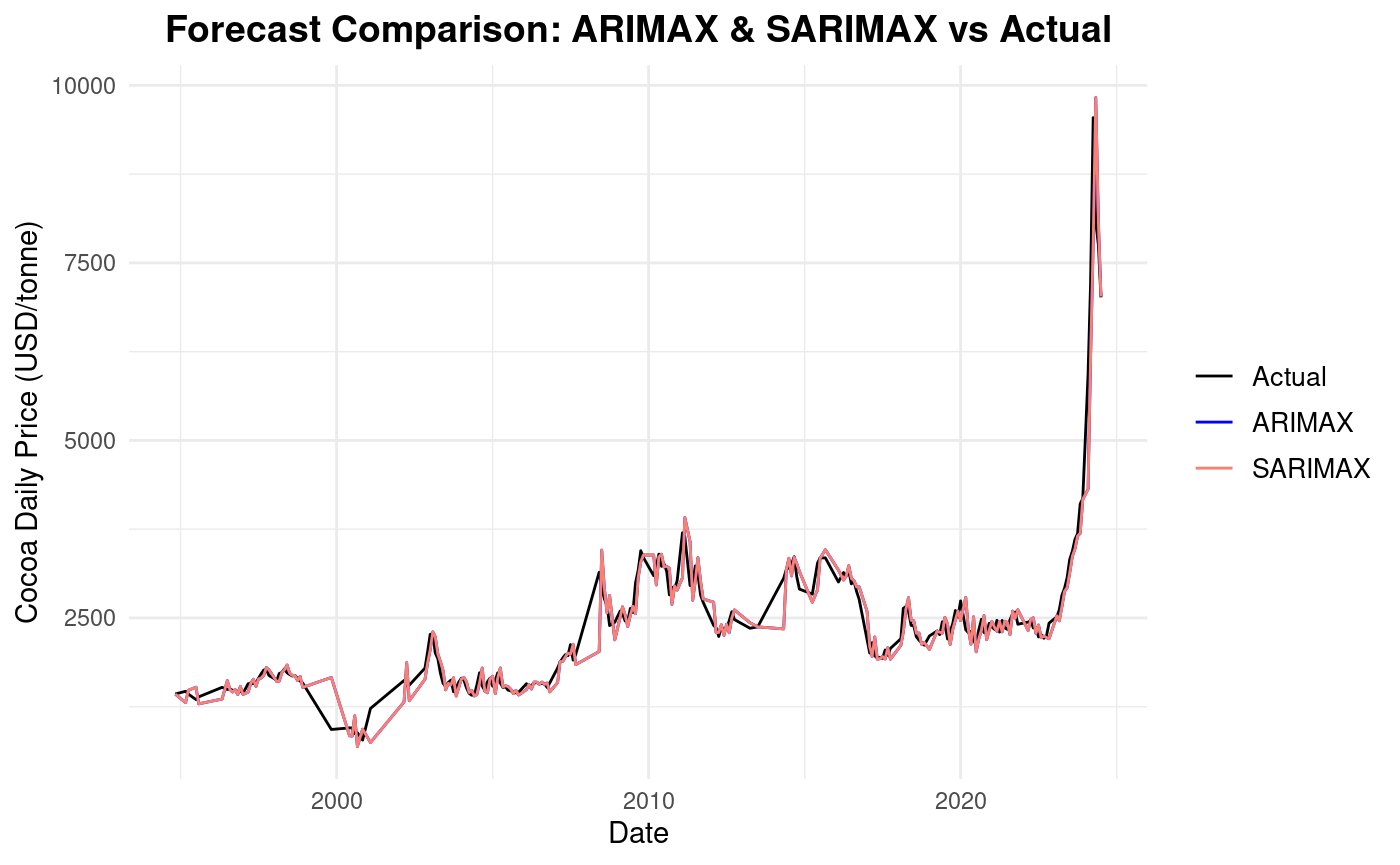 Forecast Comparison: ARIMAX & SARIMAX vs Actual
Cocoa Daily Price (USD/tonne)
10000
7500
5000
2500
2000
2010
2020
Date
Actual
ARIMAX
SARIMAX